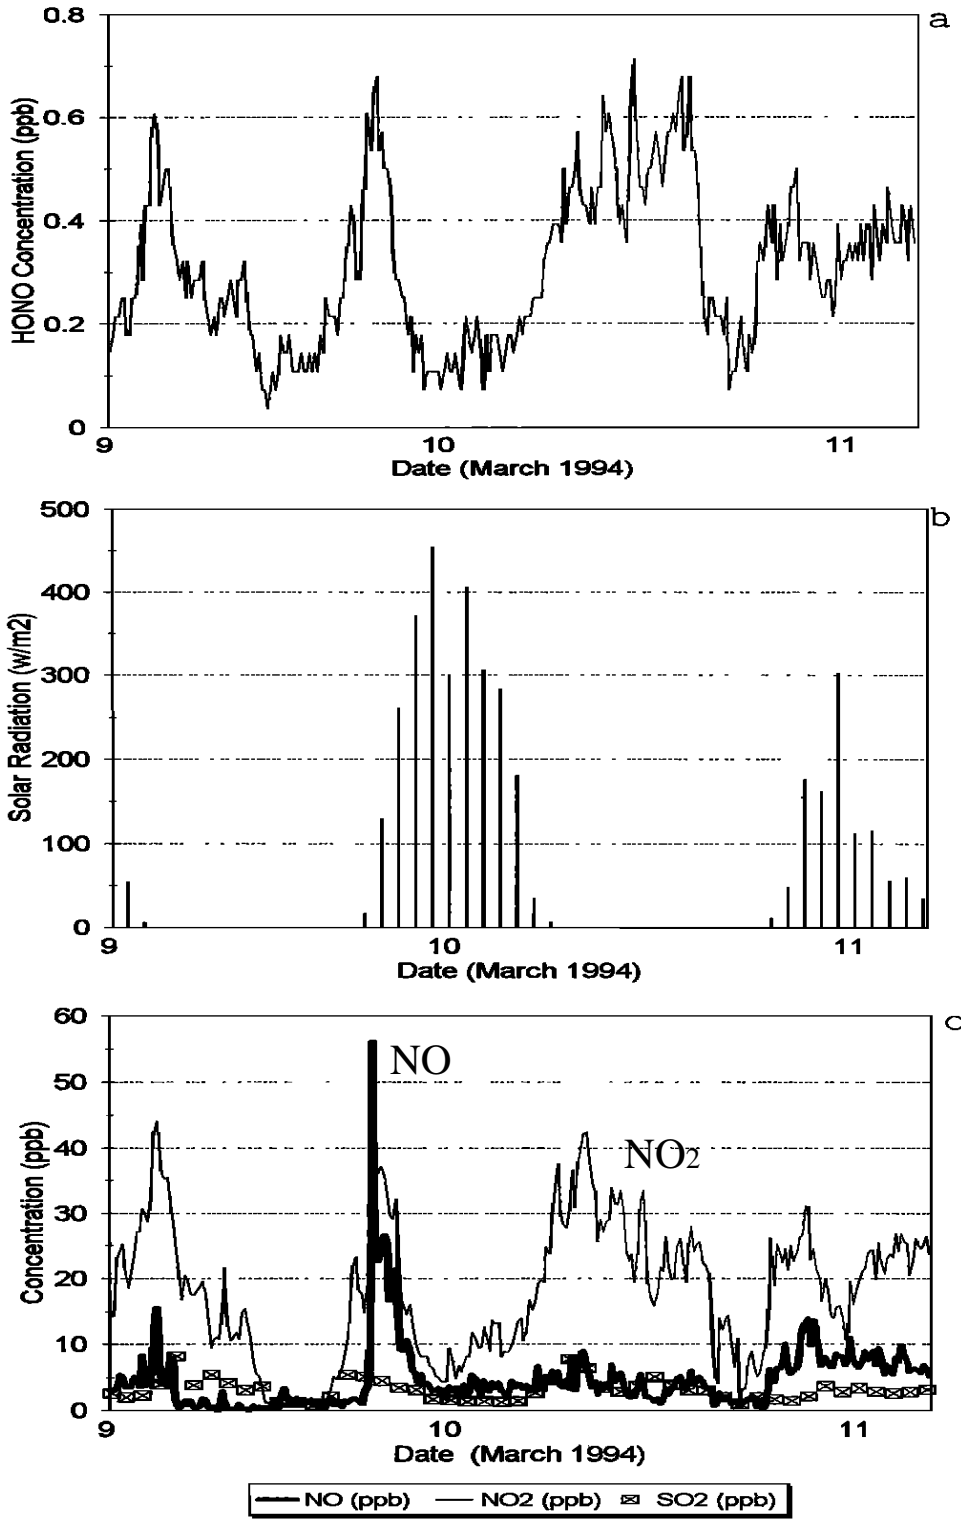 a
0.8
0.6
0.4
0.2
0
HONO Concentration (ppb)
9 10 11
Date (March 1994)
b
500
400
300
200
100
0
Solar Radiation (w/m2)
9 10 11
Date (March 1994)
c
60
50
40
30
20
10
0
Concentration (ppb)
NO
NO2
9 10 11
Date (March 1994)
NO (ppb) NO2 (ppb) SO2 (ppb)